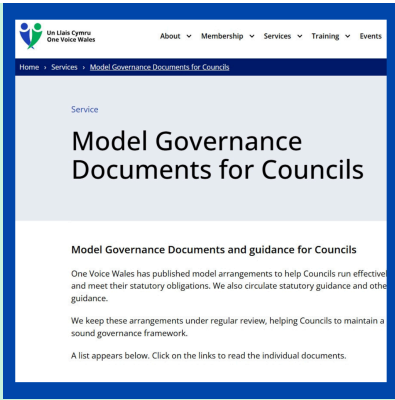 Un Llais Cymru
One Voice Wales
About Membership Services Training Events
Home › Services › Model Governance Documents for Councils
Service
Model Governance
Documents for Councils
Model Governance Documents and guidance for Councils
One Voice Wales has published model arrangements to help Councils run effectivel
and meet their statutory obligations. We also circulate statutory guidance and othe
guidance.
We keep these arrangements under regular review, helping Councils to maintain a
sound governance framework.
A list appears below. Click on the links to read the individual documents.